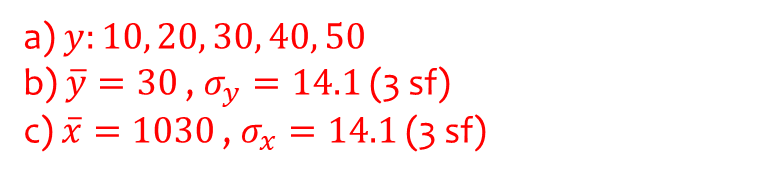 a) y: 10, 20, 30, 40, 50
b) ȳ = 30 , σ_y = 14.1 (3 sf)
c) x̄ = 1030 , σ_x = 14.1 (3 sf)